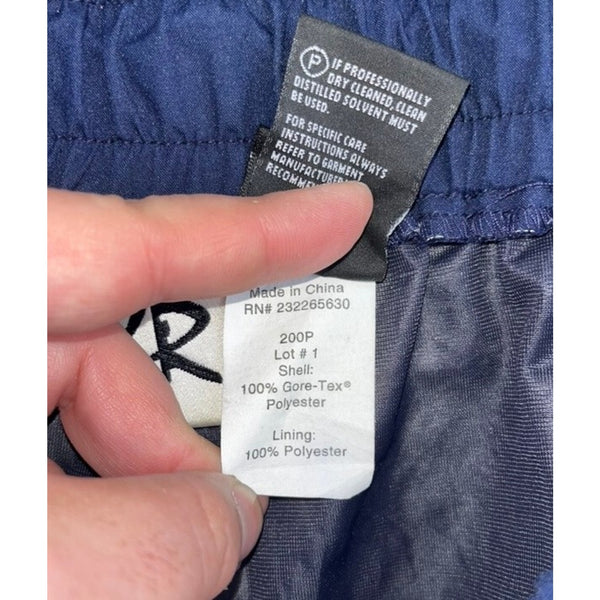 P
IF PROFESSIONALLY
DRY CLEANED, CLEAN
DISTILLED SOLVENT MUST
BE USED.
FOR SPECIFIC CARE
INSTRUCTIONS ALWAYS
REFER TO GARMENT
MANUFACTURER
Made in China
RN# 232265630
200P
Lot # 1
Shell:
100% Gore-Tex®
Polyester
Lining:
100% Polyester
R